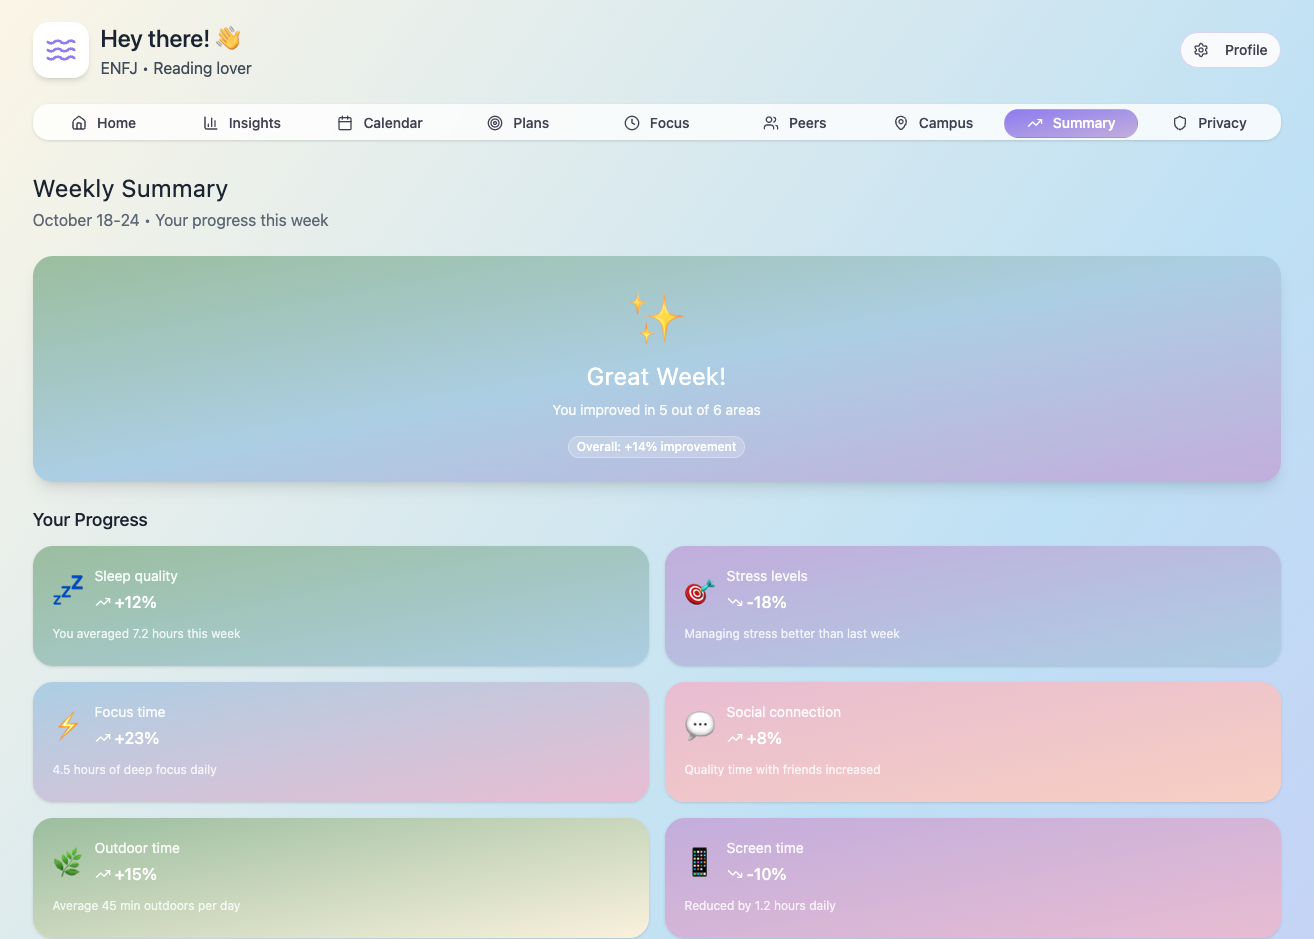 Hey there! 👋
ENFJ • Reading lover
Profile
Home
Insights
Calendar
Plans
Focus
Peers
Campus
Summary
Privacy
Weekly Summary
October 18-24 • Your progress this week
Great Week!
You improved in 5 out of 6 areas
Overall: +14% improvement
Your Progress
Sleep quality
+12%
You averaged 7.2 hours this week
Stress levels
-18%
Managing stress better than last week
Focus time
+23%
4.5 hours of deep focus daily
Social connection
+8%
Quality time with friends increased
Outdoor time
+15%
Average 45 min outdoors per day
Screen time
-10%
Reduced by 1.2 hours daily